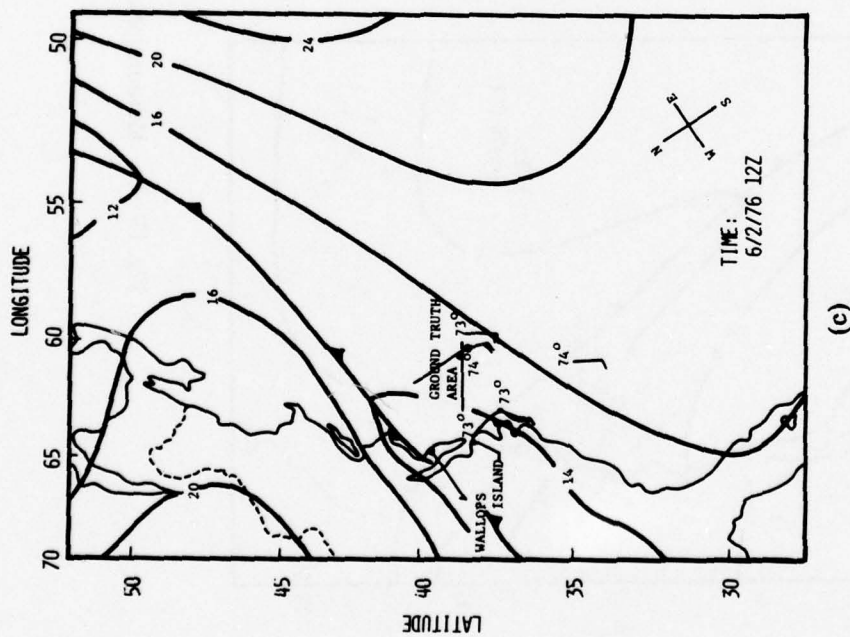 LONGITUDE
50
55
60
65
70
LATITUDE
50
45
40
35
30
24
20
16
12
16
20
14
GROUND TRUTH
AREA
73°
74°
73°
73°
74°
WALLOPS
ISLAND
N
E
S
W
TIME:
6/2/76 12Z
(c)